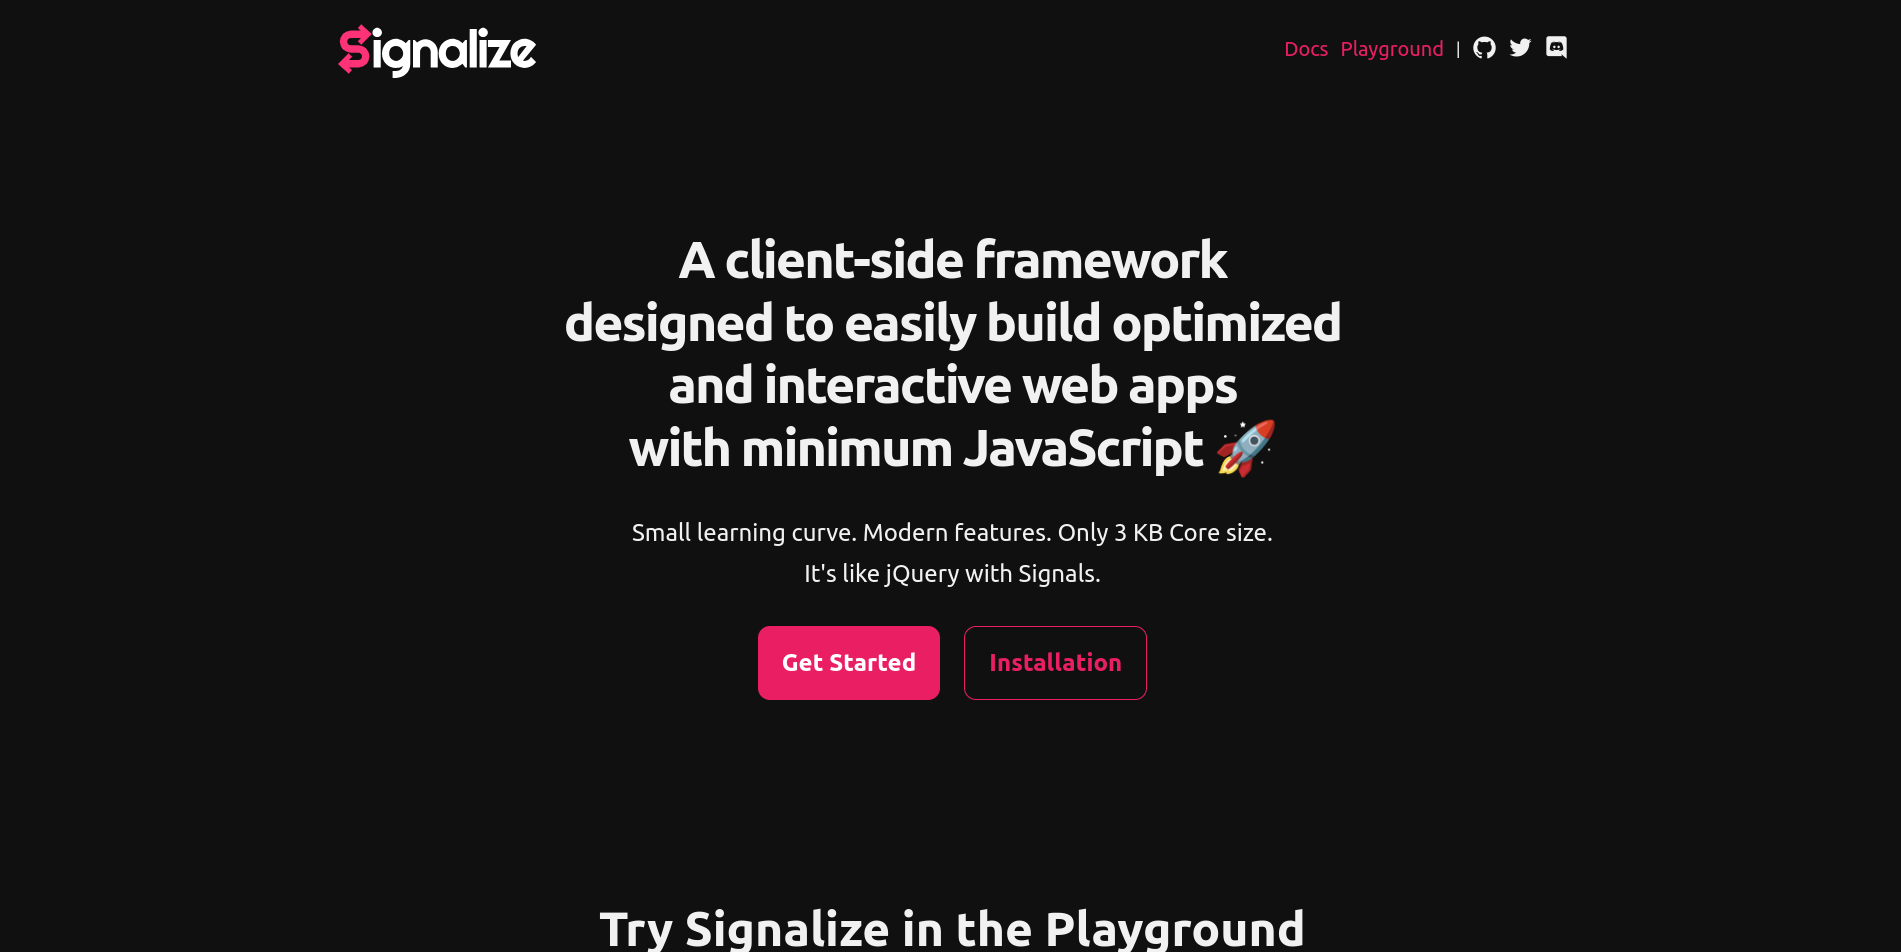 Signalize
Docs Playground |
A client-side framework
designed to easily build optimized
and interactive web apps
with minimum JavaScript 🚀
Small learning curve. Modern features. Only 3 KB Core size.
It's like jQuery with Signals.
Get Started Installation
Try Signalize in the Playground